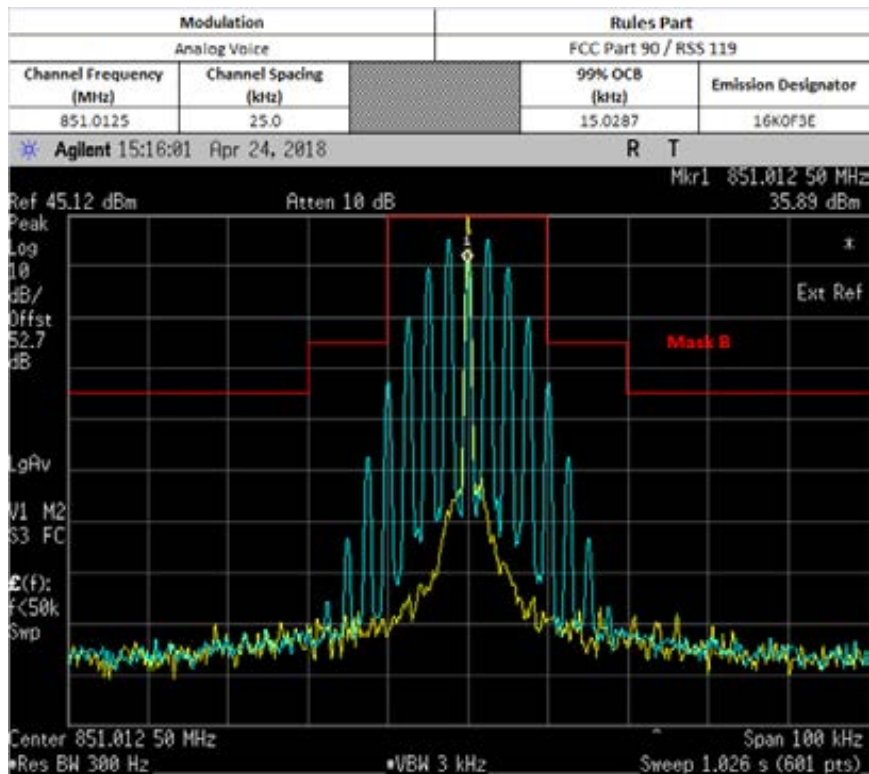 Modulation Rules Part
Analog Voice FCC Part 90 / RSS 119
Channel Frequency (MHz) Channel Spacing (kHz) 99% OCB (kHz) Emission Designator
851.0125 25.0 15.0287 16K0F3E
Agilent 15:16:01 Apr 24, 2018 R T
Mkr1 851.012 50 MHz
Ref 45.12 dBm Atten 10 dB 35.89 dBm
Peak
Log
10
dB/
Offst
52.7
dB
1
*
Ext Ref
Mask B
LgAv
V1 M2
S3 FC
£(f):
f<50k
Swp
Center 851.012 50 MHz Span 100 kHz
*Res BW 300 Hz *VBW 3 kHz Sweep 1.026 s (601 pts)